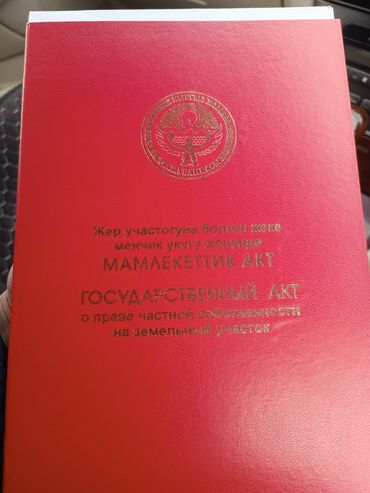 Жер участогуна болгон жеке
менчик укугу жөнүндө
МАМЛЕКЕТТИК АКТ
ГОСУДАРСТВЕННЫЙ АКТ
о праве частной собственности
на земельный участок